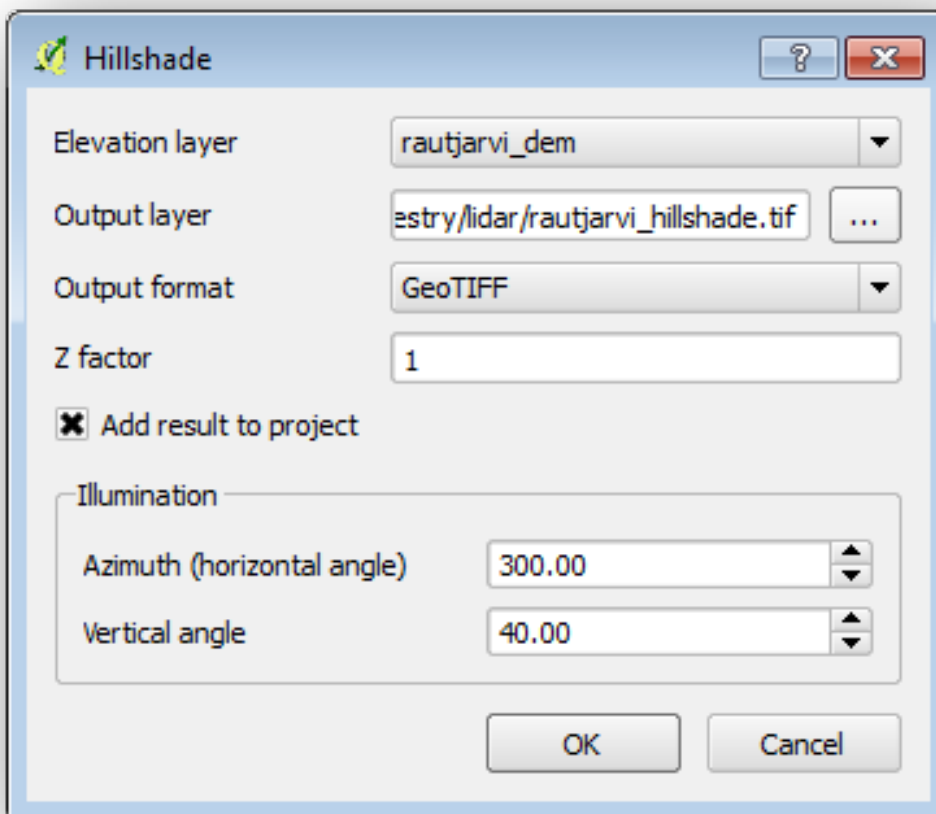 Hillshade
?
Elevation layer rautjarvi_dem
Output layer estry/lidar/rautjarvi_hillshade.tif ...
Output format GeoTIFF
Z factor 1
Add result to project
Illumination
Azimuth (horizontal angle) 300.00
Vertical angle 40.00
OK Cancel